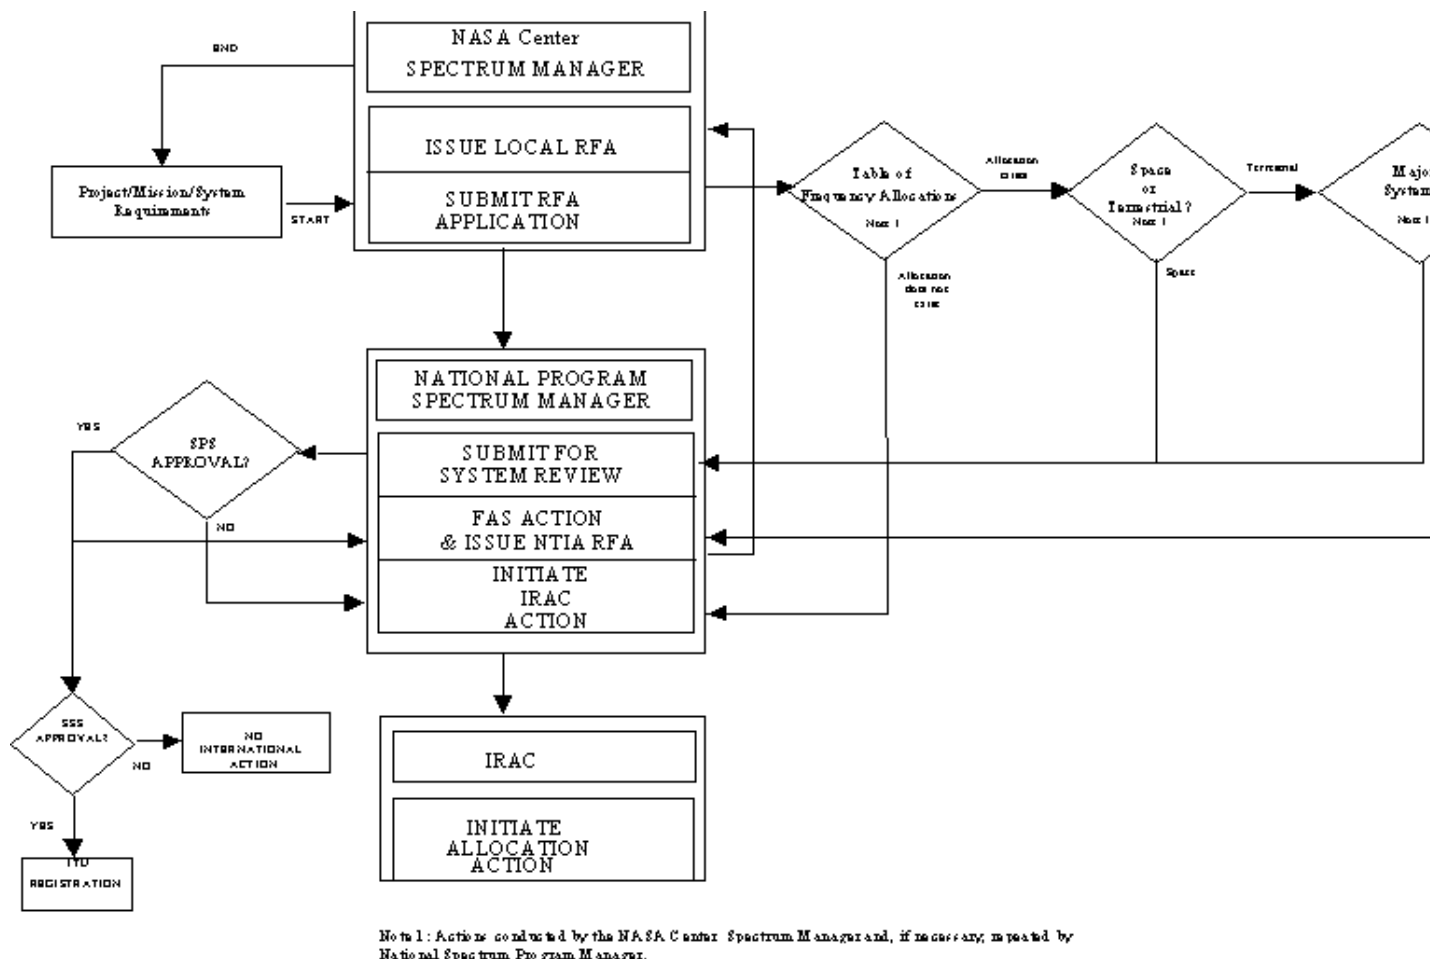 NASA Center
SPECTRUM MANAGER
END
ISSUE LOCAL RFA
SUBMIT RFA
APPLICATION
Project/Mission/System
Requirements
START
Table of
Frequency Allocations
Note 1
Allocation
exists
Space
or
Terrestrial?
Note 1
Terrestrial
Major
System
Note 1
Allocation
does not
exist
Space
NATIONAL PROGRAM
SPECTRUM MANAGER
YES
SPS
APPROVAL?
SUBMIT FOR
SYSTEM REVIEW
NO
FAS ACTION
& ISSUE NTIA RFA
INITIATE
IRAC
ACTION
SSS
APPROVAL?
NO
NO
INTERNATIONAL
ACTION
IRAC
YES
INITIATE
ALLOCATION
ACTION
ITU
REGISTRATION
Note 1: Actions conducted by the NASA Center Spectrum Manager and, if necessary, repeated by
National Spectrum Program Manager.